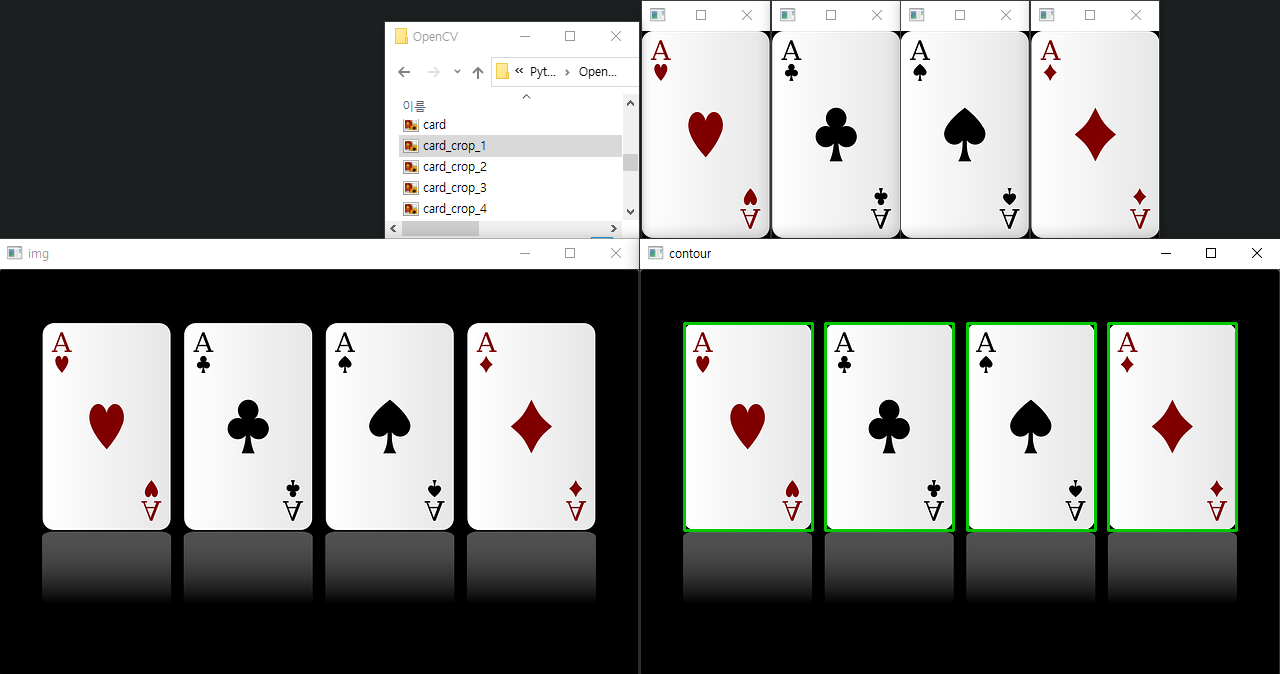 OpenCV
« Pyt... › Open...
이름
card
card_crop_1
card_crop_2
card_crop_3
card_crop_4
A A A A
A A A A
img
A A A A
A A A A
contour
A A A A
A A A A